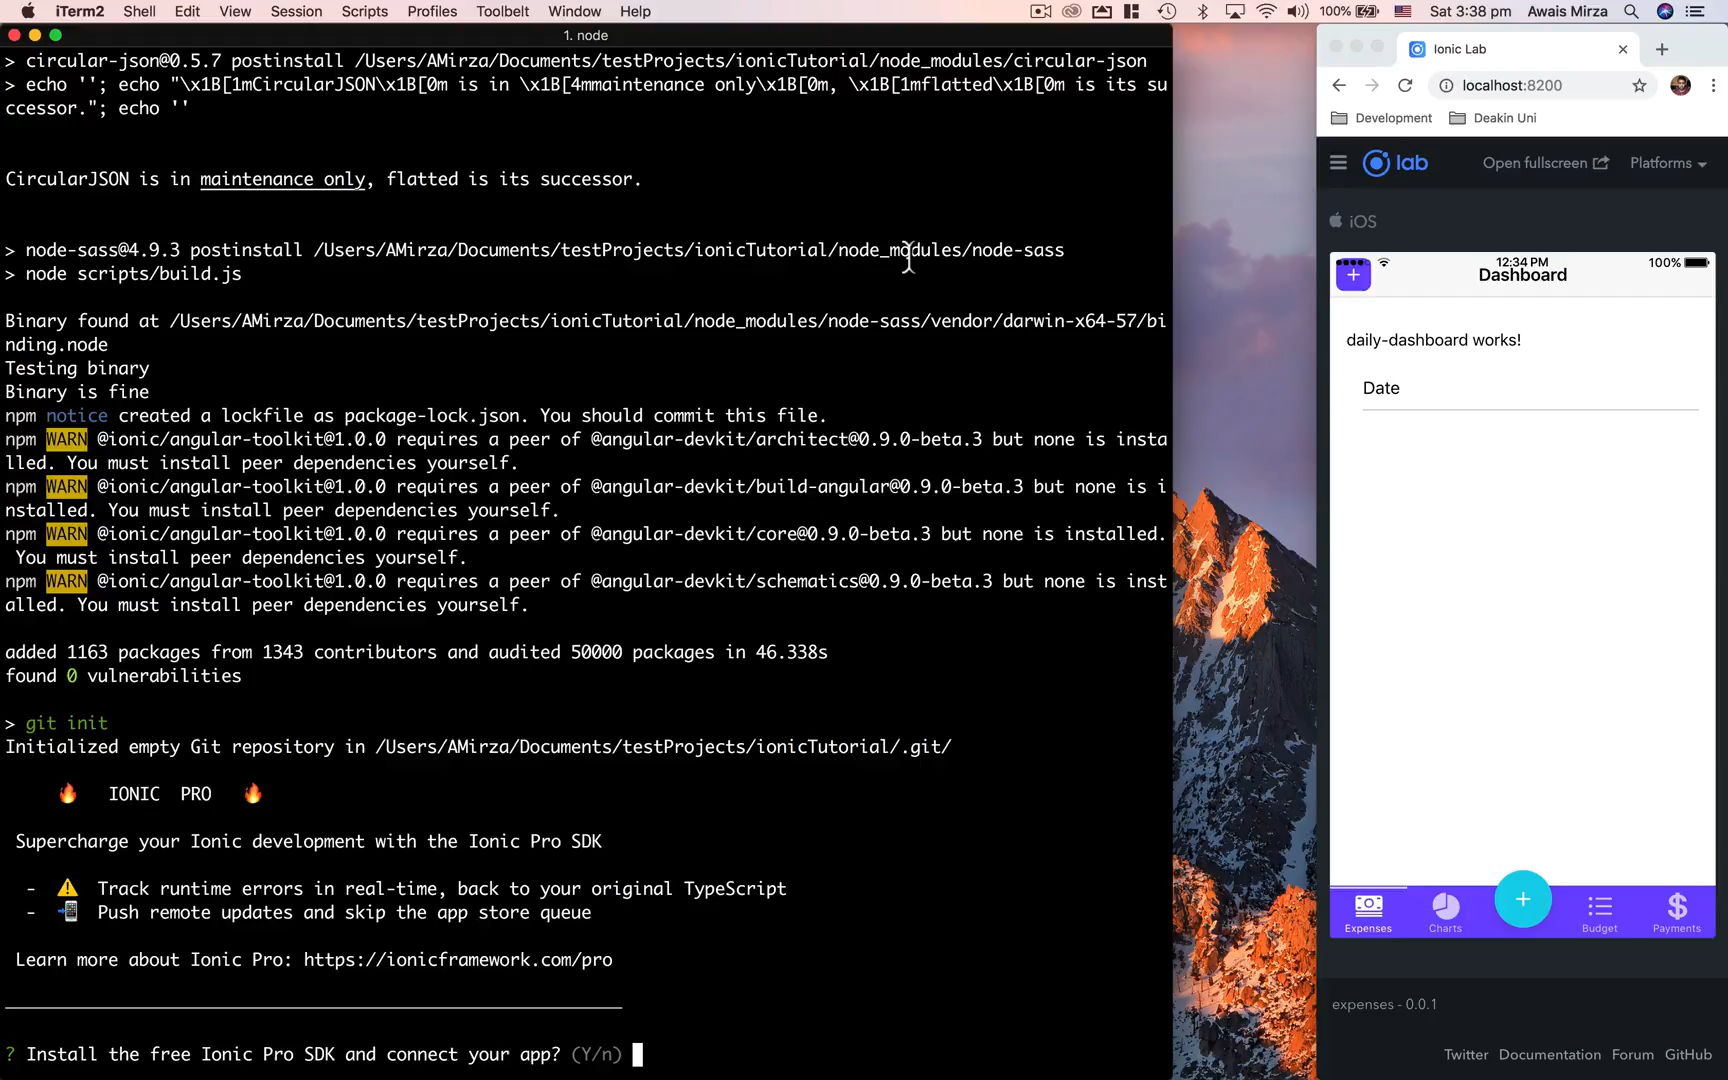 iTerm2 Shell Edit View Session Scripts Profiles Toolbelt Window Help 100% Sat 3:38 pm Awais Mirza
1. node
> circular-json@0.5.7 postinstall /Users/AMirza/Documents/testProjects/ionicTutorial/node_modules/circular-json
> echo ''; echo "\x1B[1mCircularJSON\x1B[0m is in \x1B[4mmaintenance only\x1B[0m, \x1B[1mflatted\x1B[0m is its su
ccessor."; echo ''
CircularJSON is in maintenance only, flatted is its successor.
> node-sass@4.9.3 postinstall /Users/AMirza/Documents/testProjects/ionicTutorial/node_modules/node-sass
> node scripts/build.js
Binary found at /Users/AMirza/Documents/testProjects/ionicTutorial/node_modules/node-sass/vendor/darwin-x64-57/bi
nding.node
Testing binary
Binary is fine
npm notice created a lockfile as package-lock.json. You should commit this file.
npm WARN @ionic/angular-toolkit@1.0.0 requires a peer of @angular-devkit/architect@0.9.0-beta.3 but none is insta
lled. You must install peer dependencies yourself.
npm WARN @ionic/angular-toolkit@1.0.0 requires a peer of @angular-devkit/build-angular@0.9.0-beta.3 but none is i
nstalled. You must install peer dependencies yourself.
npm WARN @ionic/angular-toolkit@1.0.0 requires a peer of @angular-devkit/core@0.9.0-beta.3 but none is installed.
You must install peer dependencies yourself.
npm WARN @ionic/angular-toolkit@1.0.0 requires a peer of @angular-devkit/schematics@0.9.0-beta.3 but none is inst
alled. You must install peer dependencies yourself.
added 1163 packages from 1343 contributors and audited 50000 packages in 46.338s
found 0 vulnerabilities
> git init
Initialized empty Git repository in /Users/AMirza/Documents/testProjects/ionicTutorial/.git/
🔥 IONIC PRO 🔥
Supercharge your Ionic development with the Ionic Pro SDK
- ⚠️ Track runtime errors in real-time, back to your original TypeScript
- 📲 Push remote updates and skip the app store queue
Learn more about Ionic Pro: https://ionicframework.com/pro
? Install the free Ionic Pro SDK and connect your app? (Y/n)
Ionic Lab
localhost:8200
Development Deakin Uni
lab Open fullscreen Platforms
iOS
12:34 PM 100%
+ Dashboard
daily-dashboard works!
Date
+
Expenses Charts Budget Payments
expenses - 0.0.1
Twitter Documentation Forum GitHub